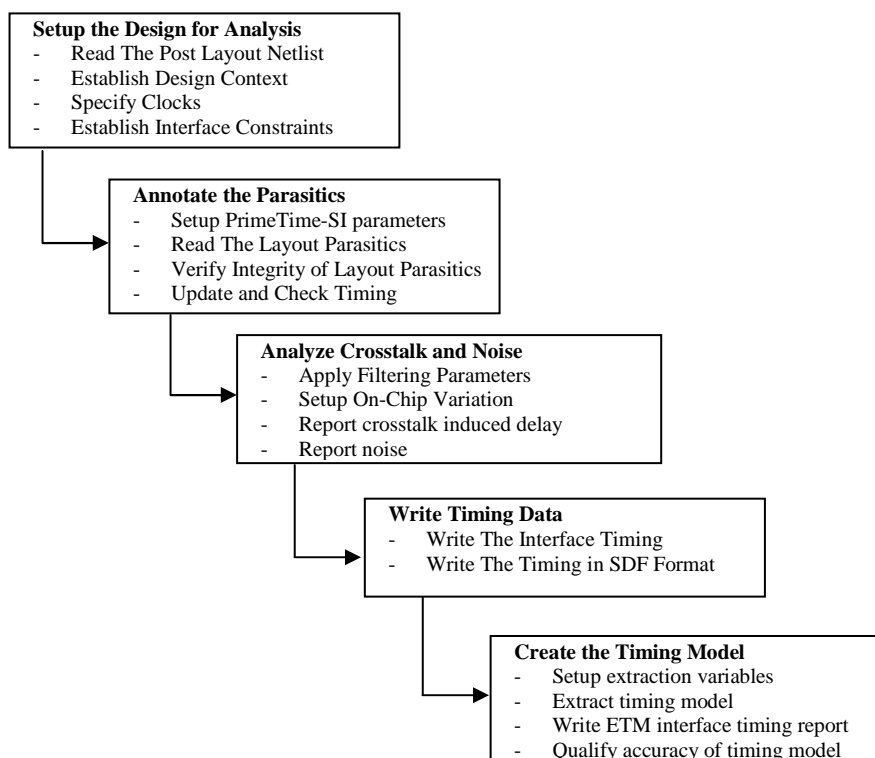 Setup the Design for Analysis
- Read The Post Layout Netlist
- Establish Design Context
- Specify Clocks
- Establish Interface Constraints
Annotate the Parasitics
- Setup PrimeTime-SI parameters
- Read The Layout Parasitics
- Verify Integrity of Layout Parasitics
- Update and Check Timing
Analyze Crosstalk and Noise
- Apply Filtering Parameters
- Setup On-Chip Variation
- Report crosstalk induced delay
- Report noise
Write Timing Data
- Write The Interface Timing
- Write The Timing in SDF Format
Create the Timing Model
- Setup extraction variables
- Extract timing model
- Write ETM interface timing report
- Qualify accuracy of timing model